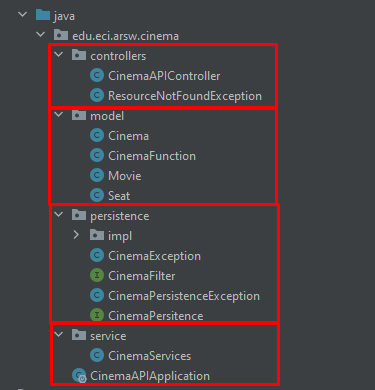 java
edu.eci.arsw.cinema
controllers
CinemaAPIController
ResourceNotFoundException
model
Cinema
CinemaFunction
Movie
Seat
persistence
impl
CinemaException
CinemaFilter
CinemaPersistenceException
CinemaPersitence
service
CinemaServices
CinemaAPIApplication